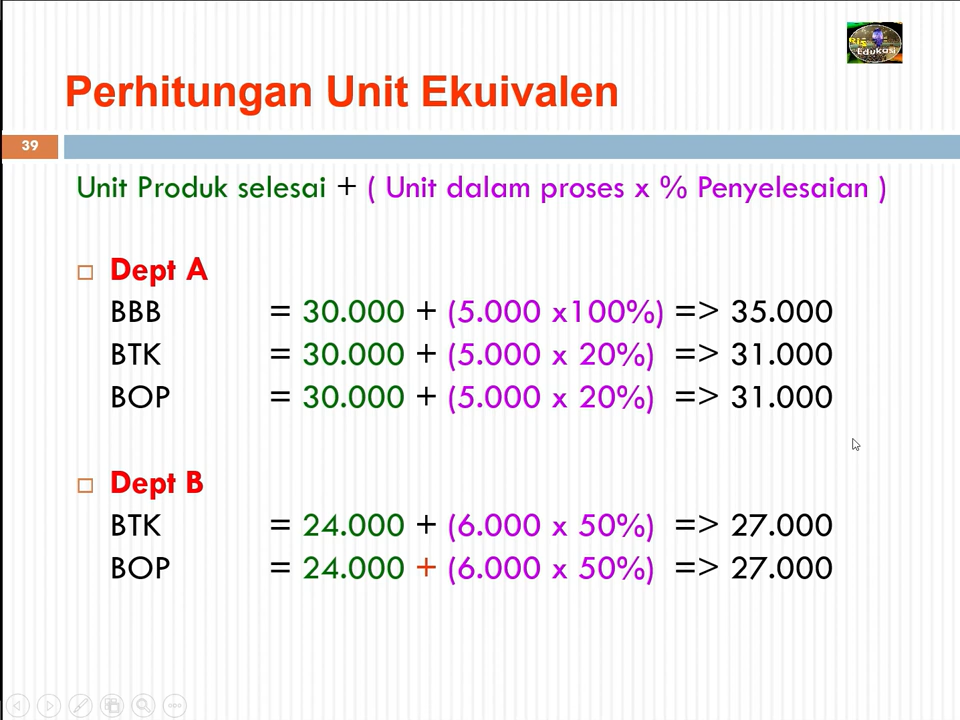 Edukasi
Perhitungan Unit Ekuivalen
39
Unit Produk selesai + ( Unit dalam proses x % Penyelesaian )
Dept A
BBB = 30.000 + (5.000 x100%) => 35.000
BTK = 30.000 + (5.000 x 20%) => 31.000
BOP = 30.000 + (5.000 x 20%) => 31.000
Dept B
BTK = 24.000 + (6.000 x 50%) => 27.000
BOP = 24.000 + (6.000 x 50%) => 27.000